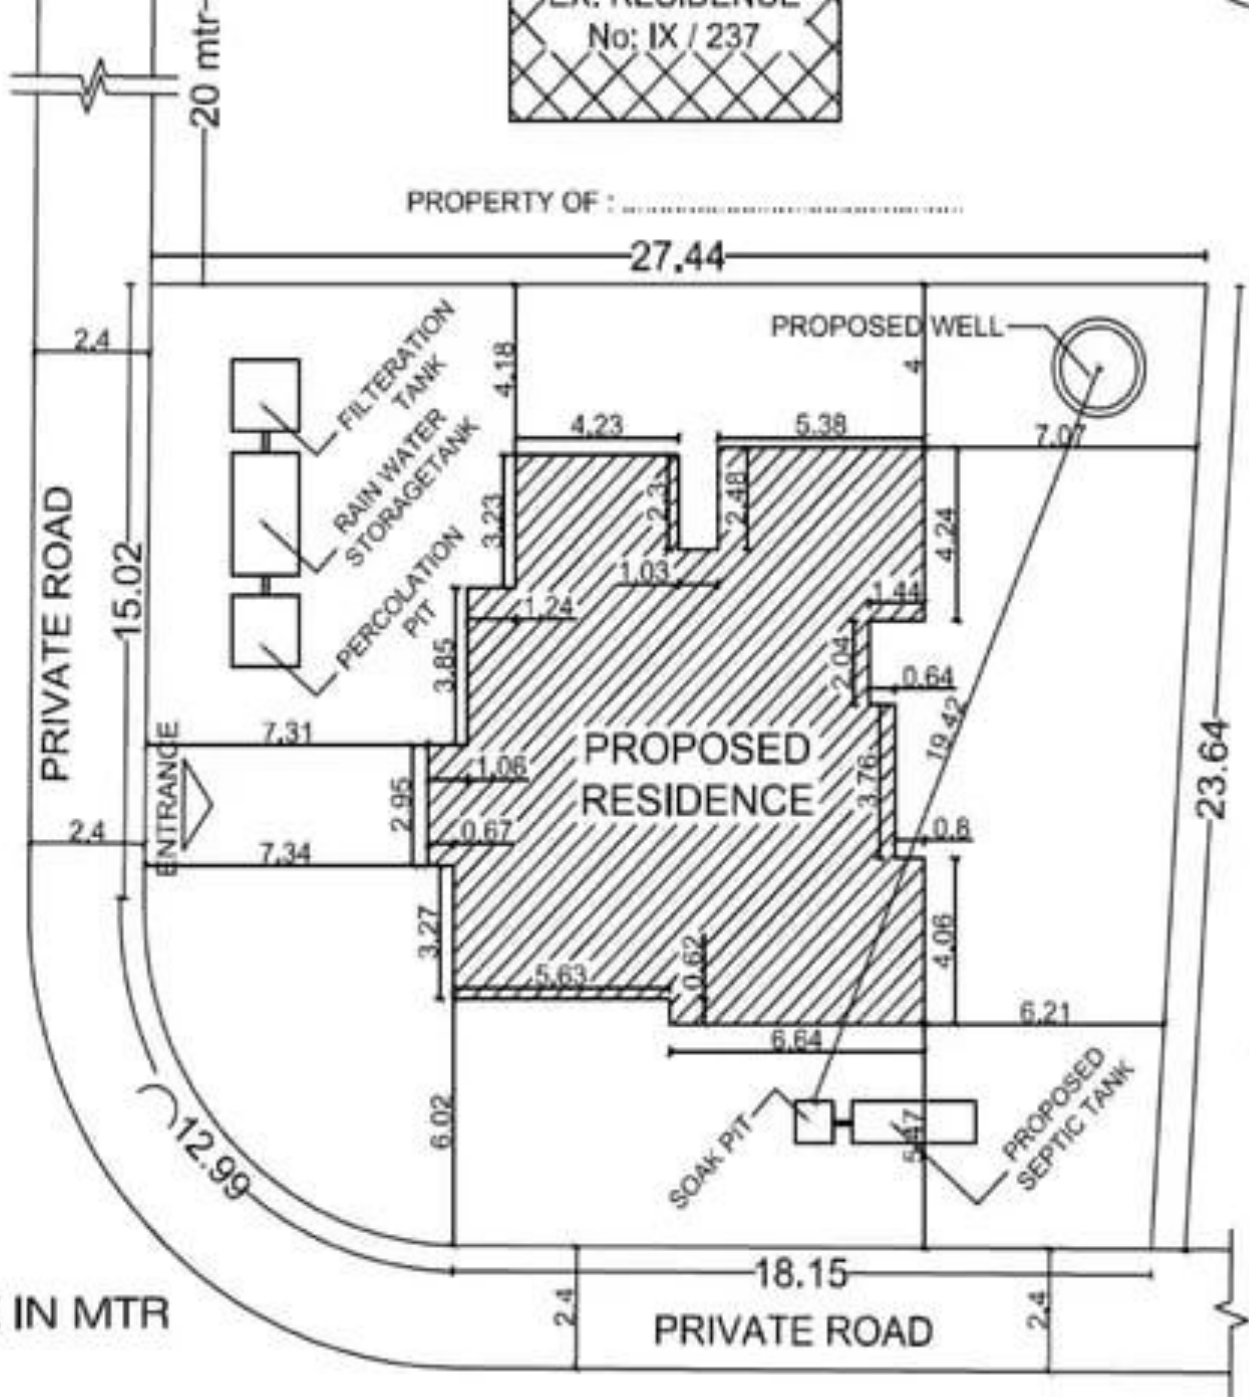 EX. RESIDENCE
No: IX / 237
20 mtr
PROPERTY OF : ........................................
27.44
2.4
FILTERATION
TANK
4.18
PROPOSED WELL
4
4.23
5.38
7.07
RAIN WATER
STORAGETANK
3.23
2.3
2.48
4.24
PRIVATE ROAD
15.02
PERCOLATION
PIT
1.03
1.24
1.44
3.85
2.04
0.64
19.42
23.64
ENTRANCE
7.31
PROPOSED
RESIDENCE
1.06
2.95
3.76
0.67
0.8
2.4
7.34
3.27
4.06
5.63
0.62
6.21
6.64
6.02
SOAK PIT
5.47
PROPOSED
SEPTIC TANK
12.99
18.15
IN MTR
2.4
PRIVATE ROAD
2.4